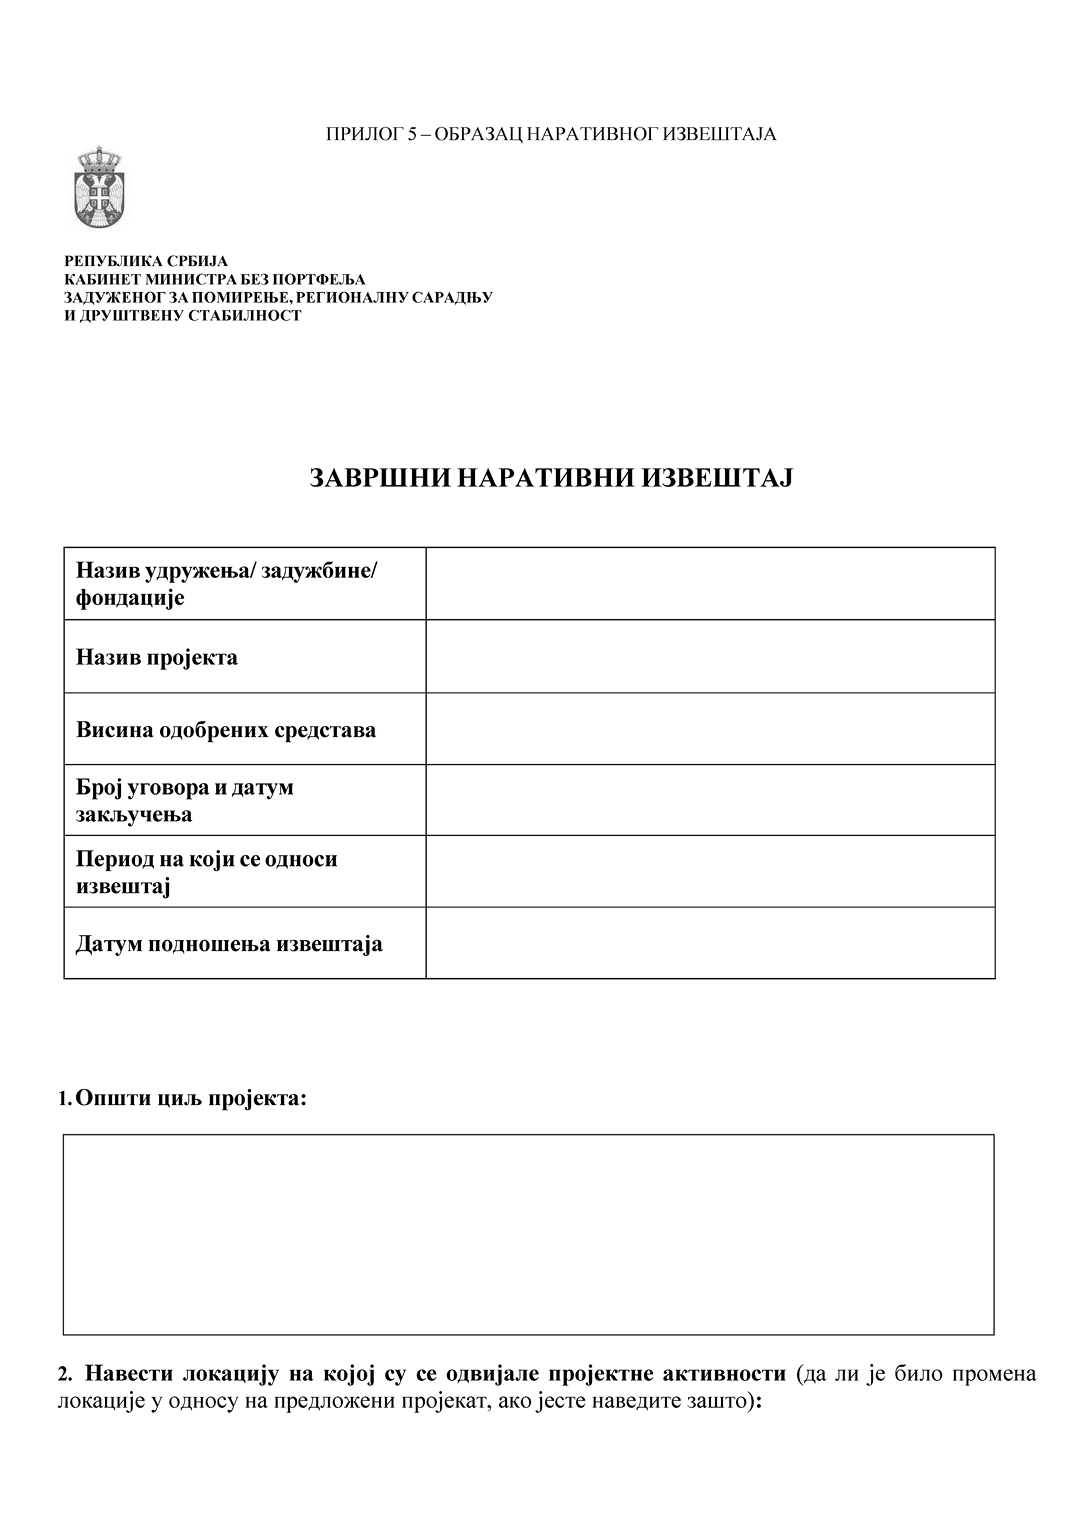 ПРИЛОГ 5 – ОБРАЗАЦ НАРАТИВНОГ ИЗВЕШТАЈА
РЕПУБЛИКА СРБИЈА
КАБИНЕТ МИНИСТРА БЕЗ ПОРТФЕЉА
ЗАДУЖЕНОГ ЗА ПОМИРЕЊЕ, РЕГИОНАЛНУ САРАДЊУ
И ДРУШТВЕНУ СТАБИЛНОСТ
ЗАВРШНИ НАРАТИВНИ ИЗВЕШТАЈ
Назив удружења/ задужбине/
фондације
Назив пројекта
Висина одобрених средстава
Број уговора и датум
закључења
Период на који се односи
извештај
Датум подношења извештаја
1. Општи циљ пројекта:
2. Навести локацију на којој су се одвијале пројектне активности (да ли је било промена
локације у односу на предложени пројекат, ако јесте наведите зашто):